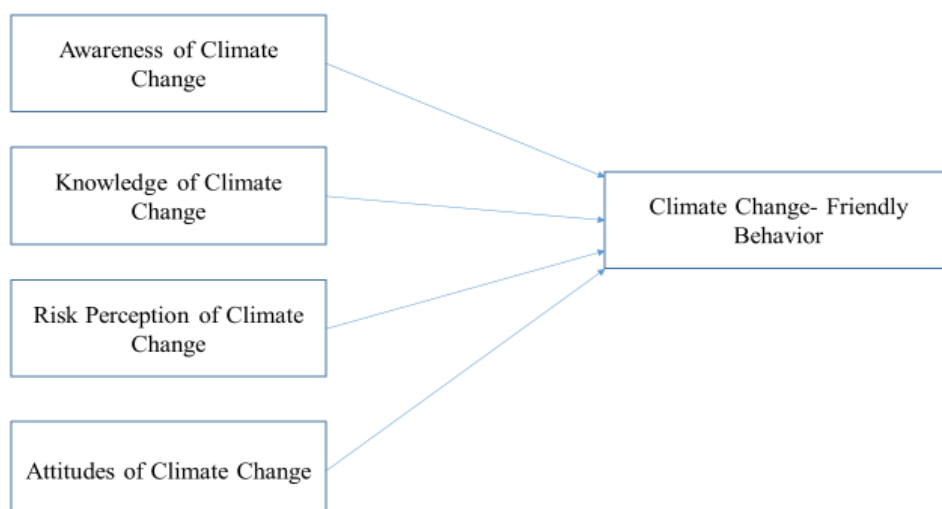 Awareness of Climate
Change
Knowledge of Climate
Change
Risk Perception of Climate
Change
Attitudes of Climate Change
Climate Change- Friendly
Behavior